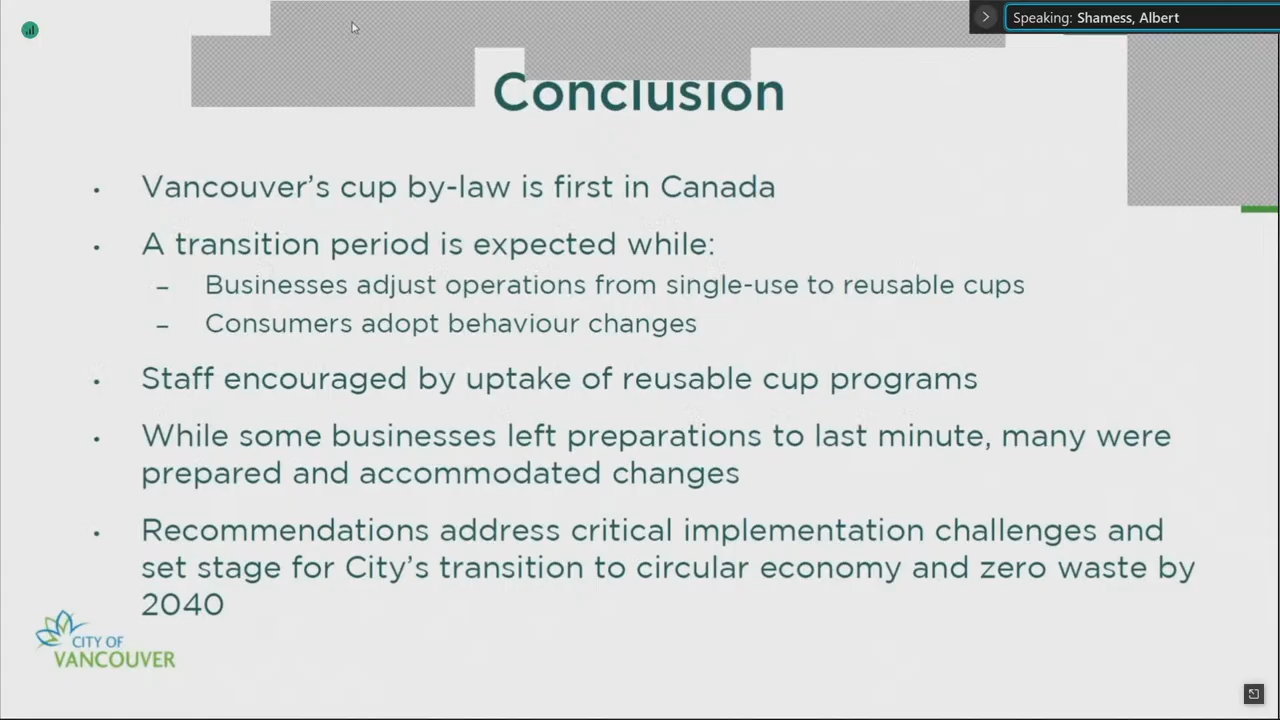 Speaking: Shamess, Albert
Conclusion
• Vancouver’s cup by-law is first in Canada
• A transition period is expected while:
– Businesses adjust operations from single-use to reusable cups
– Consumers adopt behaviour changes
• Staff encouraged by uptake of reusable cup programs
• While some businesses left preparations to last minute, many were
prepared and accommodated changes
• Recommendations address critical implementation challenges and
set stage for City’s transition to circular economy and zero waste by
2040
CITY OF
VANCOUVER